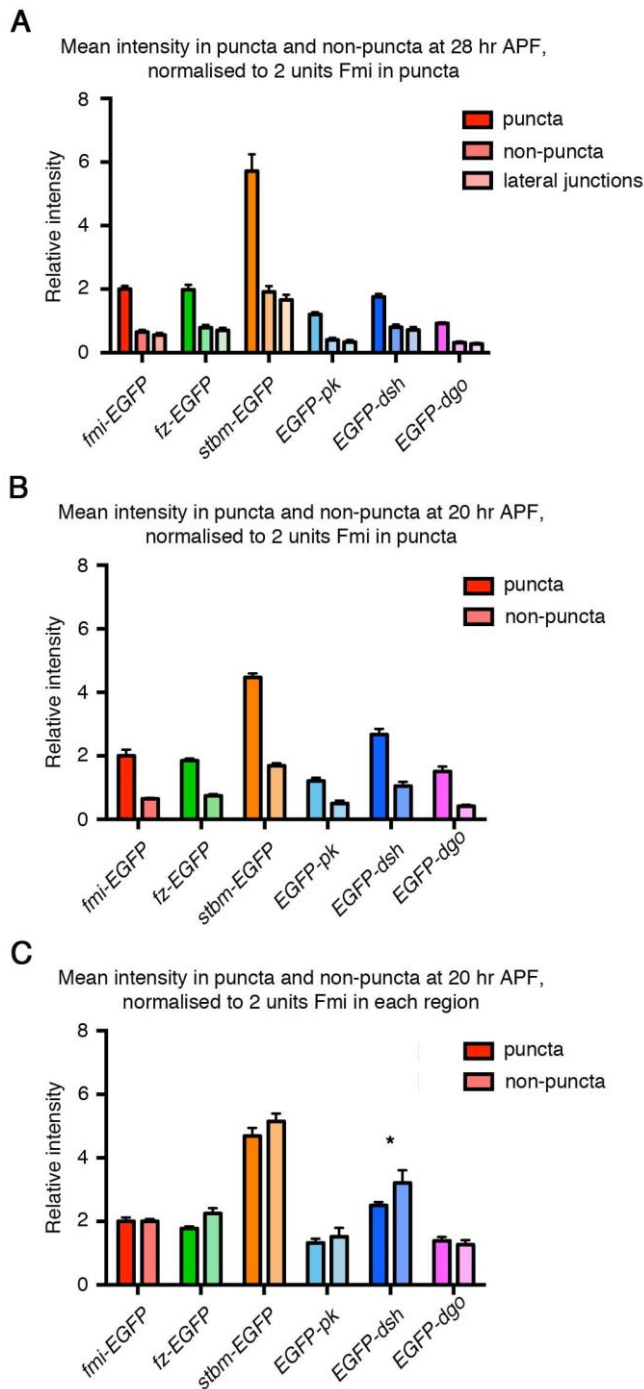 A
Mean intensity in puncta and non-puncta at 28 hr APF,
normalised to 2 units Fmi in puncta
8
6
4
2
0
Relative intensity
puncta
non-puncta
lateral junctions
fmi-EGFP
fz-EGFP
stbm-EGFP
EGFP-pk
EGFP-dsh
EGFP-dgo
B
Mean intensity in puncta and non-puncta at 20 hr APF,
normalised to 2 units Fmi in puncta
8
6
4
2
0
Relative intensity
puncta
non-puncta
fmi-EGFP
fz-EGFP
stbm-EGFP
EGFP-pk
EGFP-dsh
EGFP-dgo
C
Mean intensity in puncta and non-puncta at 20 hr APF,
normalised to 2 units Fmi in each region
8
6
4
2
0
Relative intensity
puncta
non-puncta
*
fmi-EGFP
fz-EGFP
stbm-EGFP
EGFP-pk
EGFP-dsh
EGFP-dgo